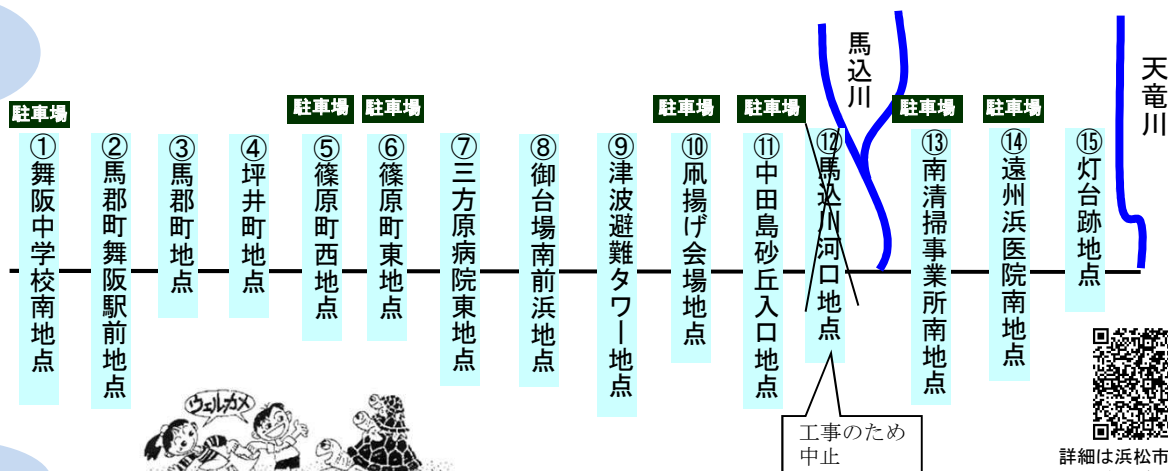 駐車場
①舞阪中学校南地点
②馬郡町舞阪駅前地点
③馬郡町地点
④坪井町地点
駐車場
⑤篠原町西地点
駐車場
⑥篠原町東地点
⑦三方原病院東地点
⑧御台場南前浜地点
⑨津波避難タワー地点
駐車場
⑩凧揚げ会場地点
駐車場
⑪中田島砂丘入口地点
⑫馬込川河口地点
馬込川
駐車場
⑬南清掃事業所南地点
駐車場
⑭遠州浜医院南地点
⑮灯台跡地点
天竜川
ウェルカメ
工事のため
中止
詳細は浜松市